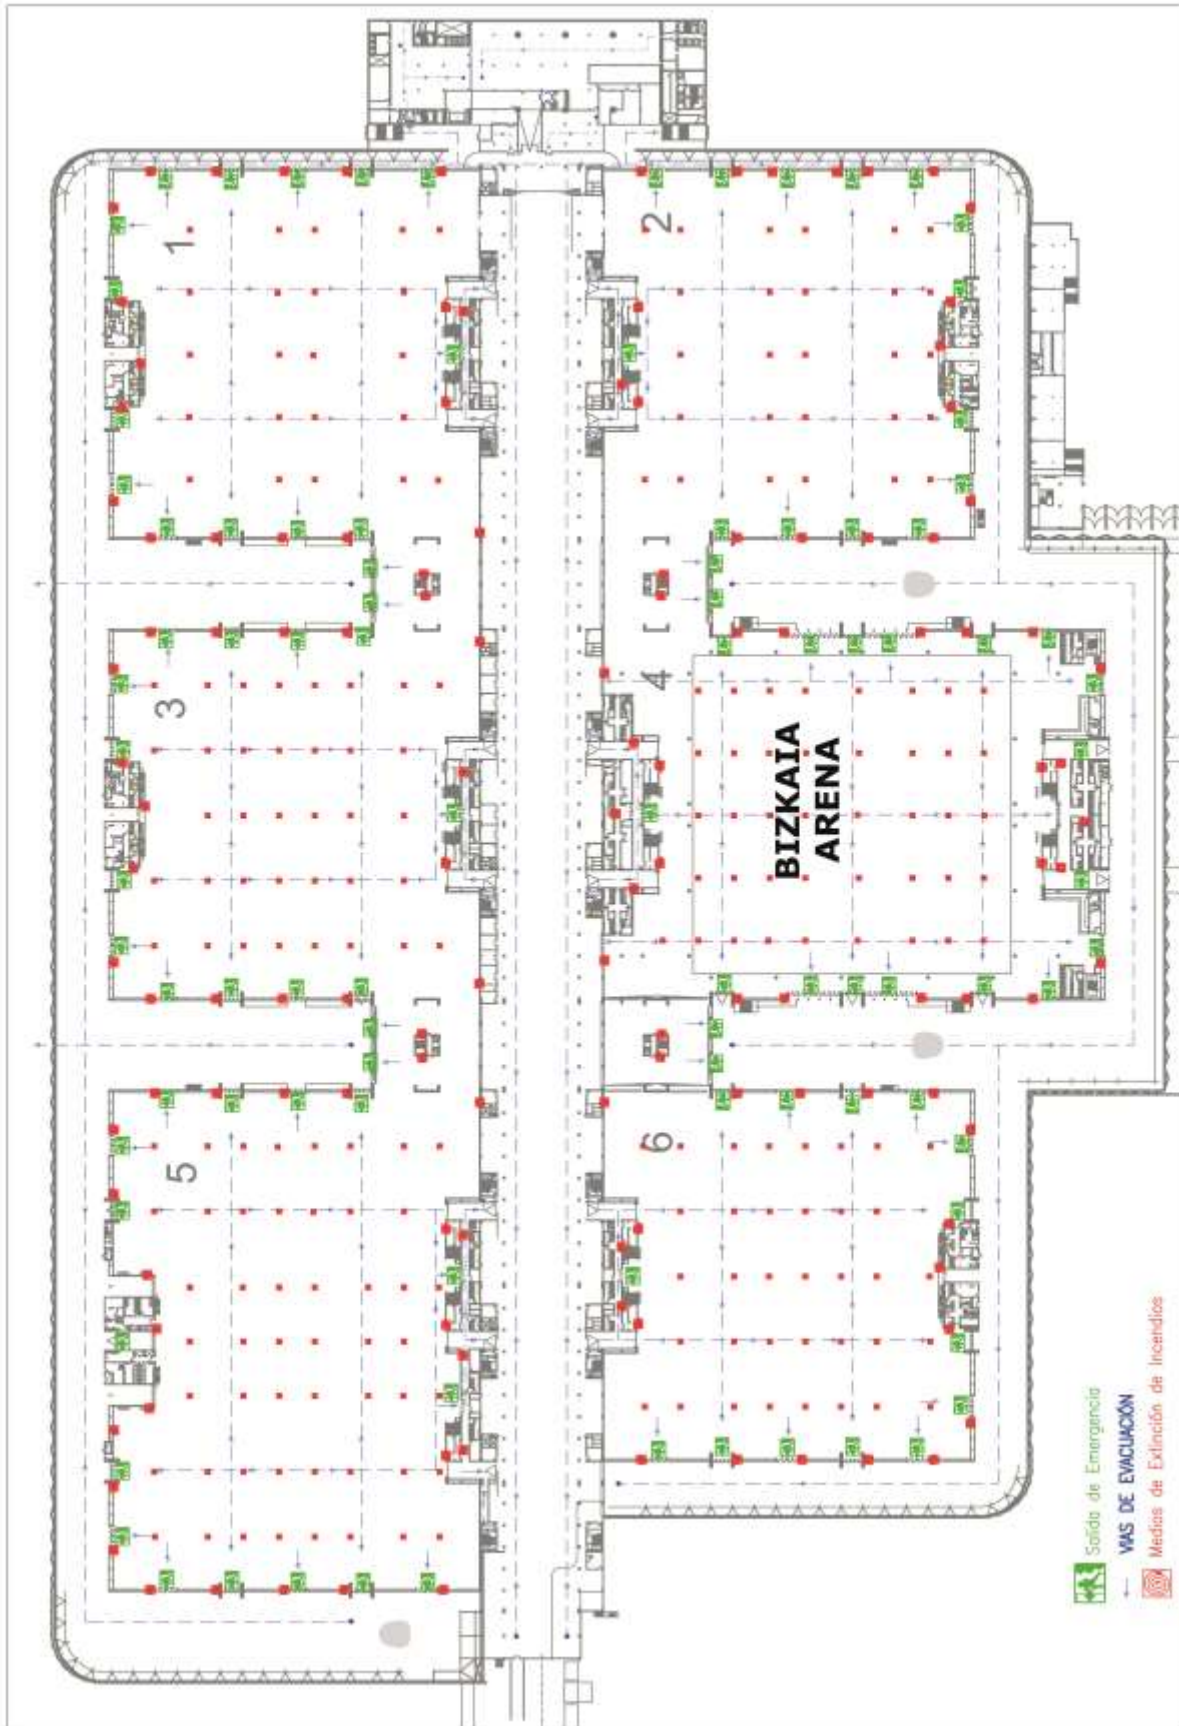 1
2
3
4
BIZKAIA
ARENA
5
6
Salida de Emergencia
VIAS DE EVACUACIÓN
Medios de Extinción de Incendios